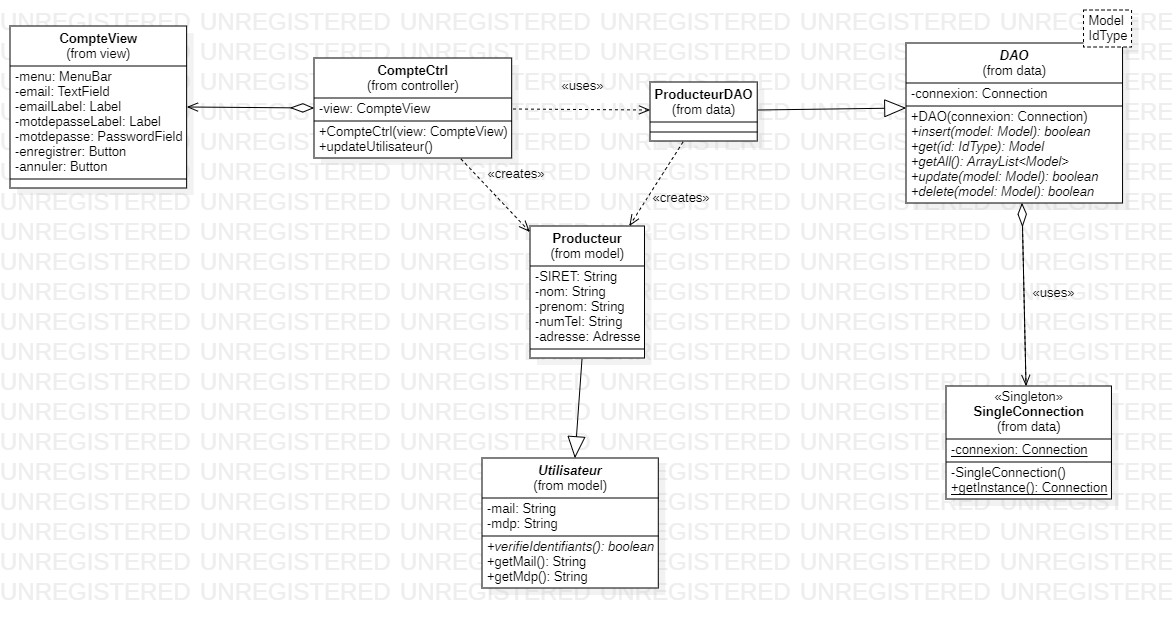 CompteView
(from view)
-menu: MenuBar
-email: TextField
-emailLabel: Label
-motdepasseLabel: Label
-motdepasse: PasswordField
-enregistrer: Button
-annuler: Button
CompteCtrl
(from controller)
-view: CompteView
+CompteCtrl(view: CompteView)
+updateUtilisateur()
«uses»
ProducteurDAO
(from data)
Model
IdType
DAO
(from data)
-connexion: Connection
+DAO(connexion: Connection)
+insert(model: Model): boolean
+get(id: IdType): Model
+getAll(): ArrayList<Model>
+update(model: Model): boolean
+delete(model: Model): boolean
«creates»
«creates»
Producteur
(from model)
-SIRET: String
-nom: String
-prenom: String
-numTel: String
-adresse: Adresse
«uses»
«Singleton»
SingleConnection
(from data)
-connexion: Connection
-SingleConnection()
+getInstance(): Connection
Utilisateur
(from model)
-mail: String
-mdp: String
+verifieIdentifiants(): boolean
+getMail(): String
+getMdp(): String
UNREGISTERED